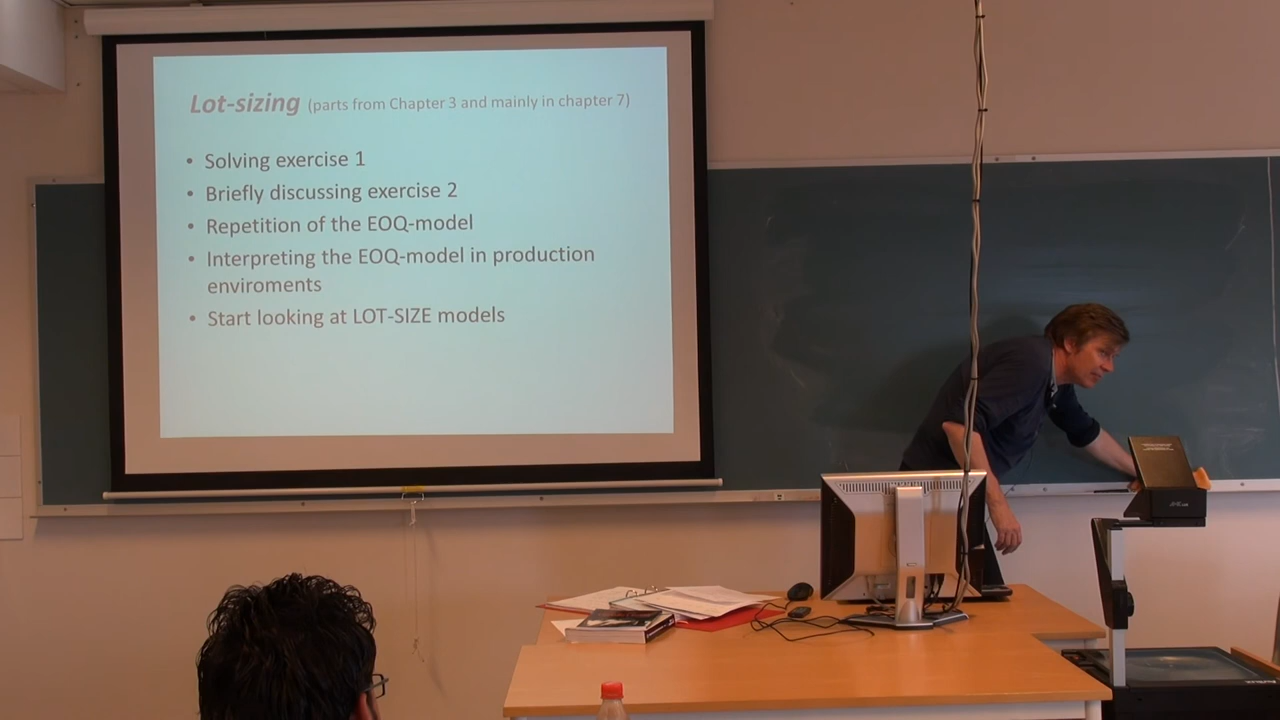 Lot-sizing (parts from Chapter 3 and mainly in chapter 7)
• Solving exercise 1
• Briefly discussing exercise 2
• Repetition of the EOQ-model
• Interpreting the EOQ-model in production
enviroments
• Start looking at LOT-SIZE models